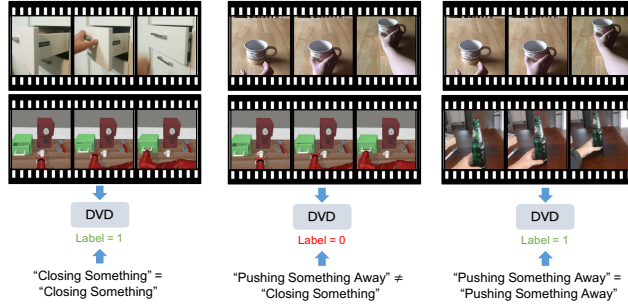 DVD
Label = 1
“Closing Something” =
“Closing Something”
DVD
Label = 0
“Pushing Something Away” ≠
“Closing Something”
DVD
Label = 1
“Pushing Something Away” =
“Pushing Something Away”